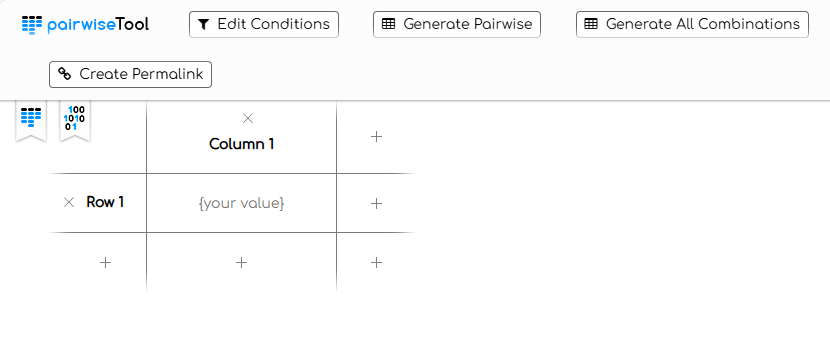 pairwiseTool Edit Conditions Generate Pairwise Generate All Combinations
Create Permalink
100
1010
01
Column 1
Row 1 {your value}